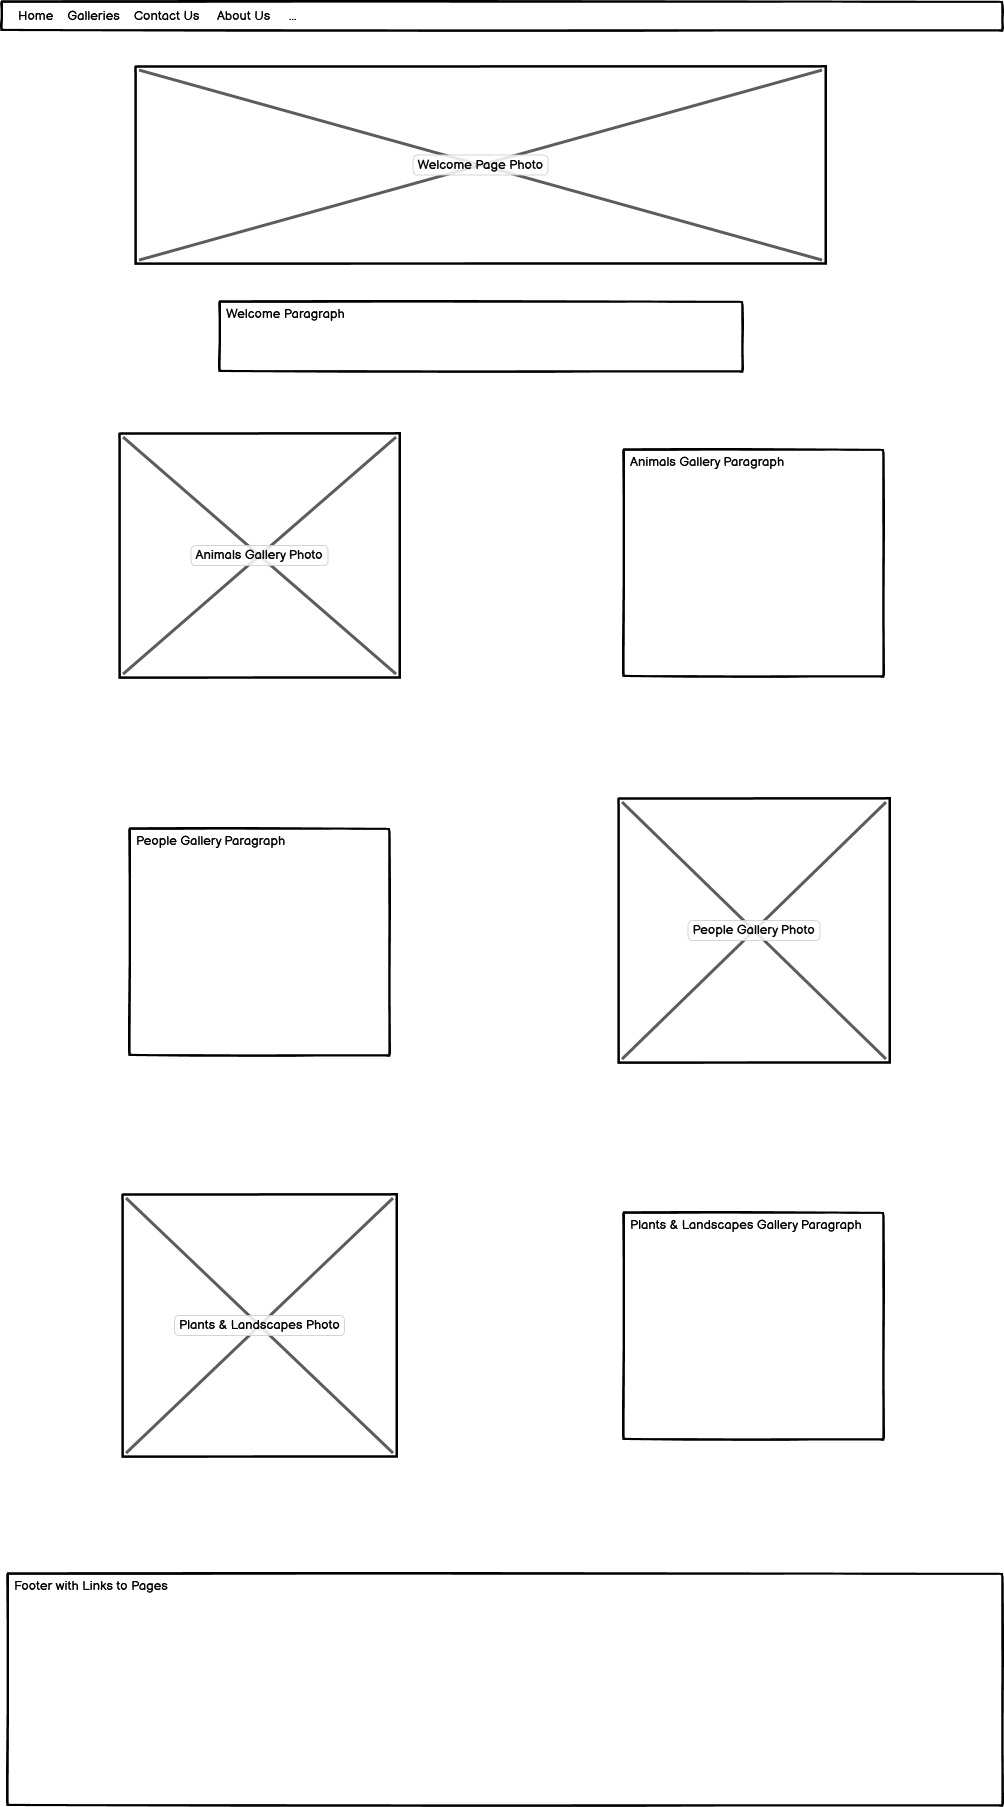 Home Galleries Contact Us About Us ...
Welcome Page Photo
Welcome Paragraph
Animals Gallery Photo
Animals Gallery Paragraph
People Gallery Paragraph
People Gallery Photo
Plants & Landscapes Photo
Plants & Landscapes Gallery Paragraph
Footer with Links to Pages